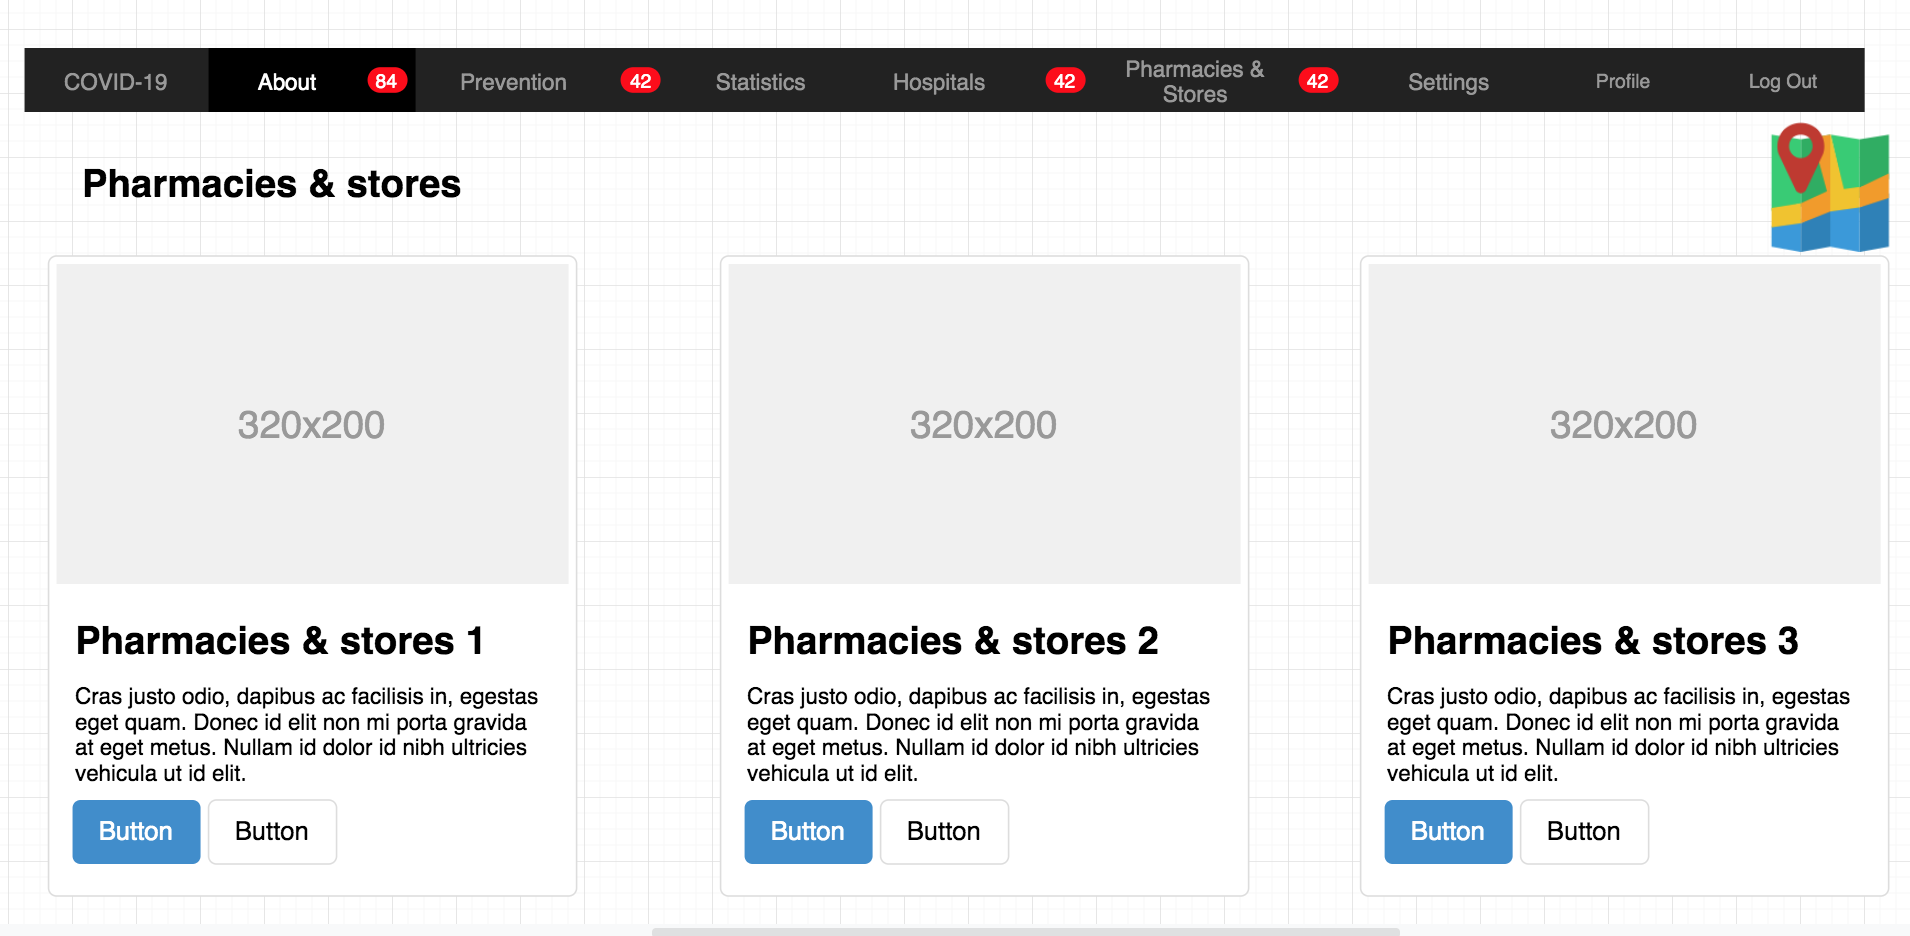 COVID-19
About
84
Prevention
42
Statistics
Hospitals
42
Pharmacies &
Stores
42
Settings
Profile
Log Out
Pharmacies & stores
320x200
Pharmacies & stores 1
Cras justo odio, dapibus ac facilisis in, egestas
eget quam. Donec id elit non mi porta gravida
at eget metus. Nullam id dolor id nibh ultricies
vehicula ut id elit.
Button
Button
320x200
Pharmacies & stores 2
Cras justo odio, dapibus ac facilisis in, egestas
eget quam. Donec id elit non mi porta gravida
at eget metus. Nullam id dolor id nibh ultricies
vehicula ut id elit.
Button
Button
320x200
Pharmacies & stores 3
Cras justo odio, dapibus ac facilisis in, egestas
eget quam. Donec id elit non mi porta gravida
at eget metus. Nullam id dolor id nibh ultricies
vehicula ut id elit.
Button
Button